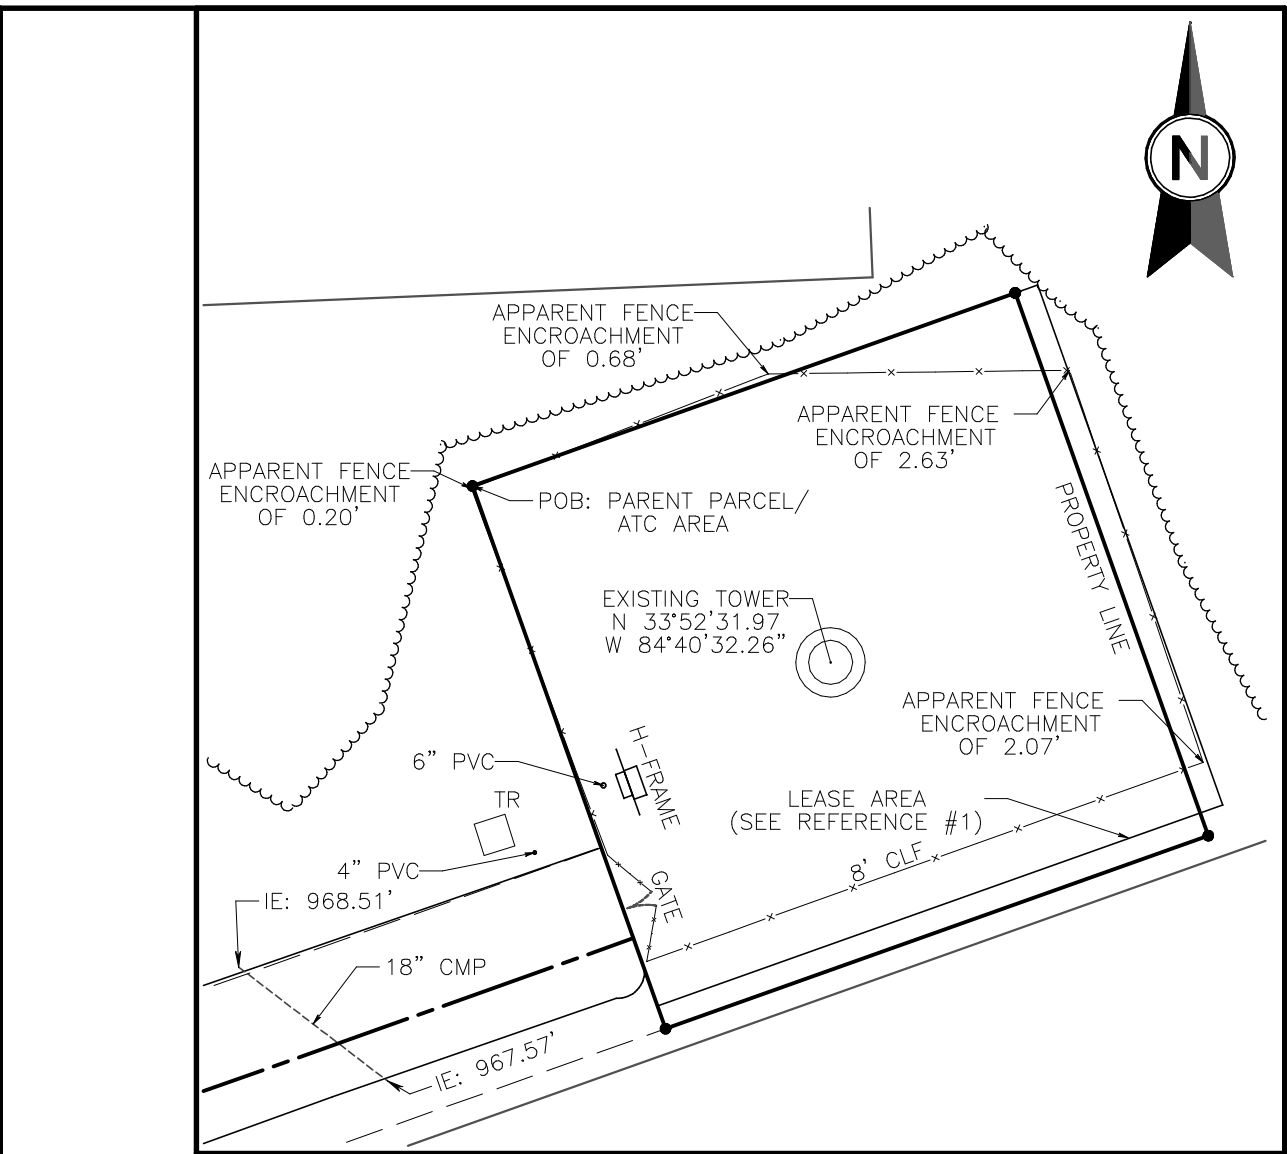 N
APPARENT FENCE
ENCROACHMENT
OF 0.68'
APPARENT FENCE
ENCROACHMENT
OF 2.63'
APPARENT FENCE
ENCROACHMENT
OF 0.20'
POB: PARENT PARCEL/
ATC AREA
PROPERTY LINE
EXISTING TOWER
N 33°52'31.97
W 84°40'32.26"
APPARENT FENCE
ENCROACHMENT
OF 2.07'
H-FRAME
6" PVC
TR
LEASE AREA
(SEE REFERENCE #1)
4" PVC
8' CLF
GATE
IE: 968.51'
18" CMP
IE: 967.57'